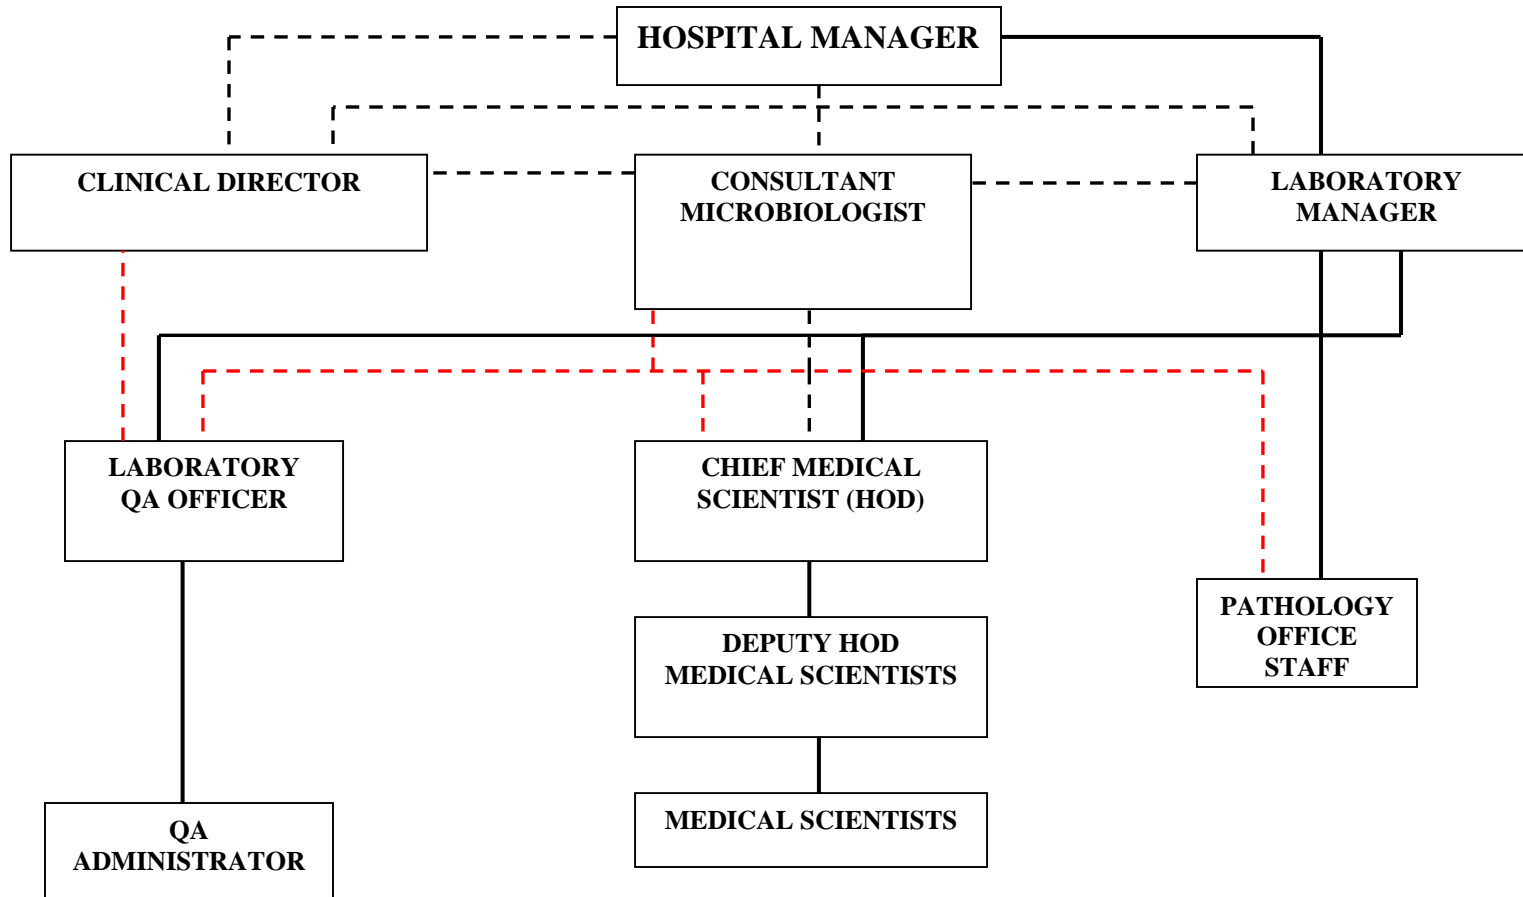 HOSPITAL MANAGER
CLINICAL DIRECTOR
CONSULTANT
MICROBIOLOGIST
LABORATORY
MANAGER
LABORATORY
QA OFFICER
CHIEF MEDICAL
SCIENTIST (HOD)
PATHOLOGY
OFFICE
STAFF
DEPUTY HOD
MEDICAL SCIENTISTS
QA
ADMINISTRATOR
MEDICAL SCIENTISTS